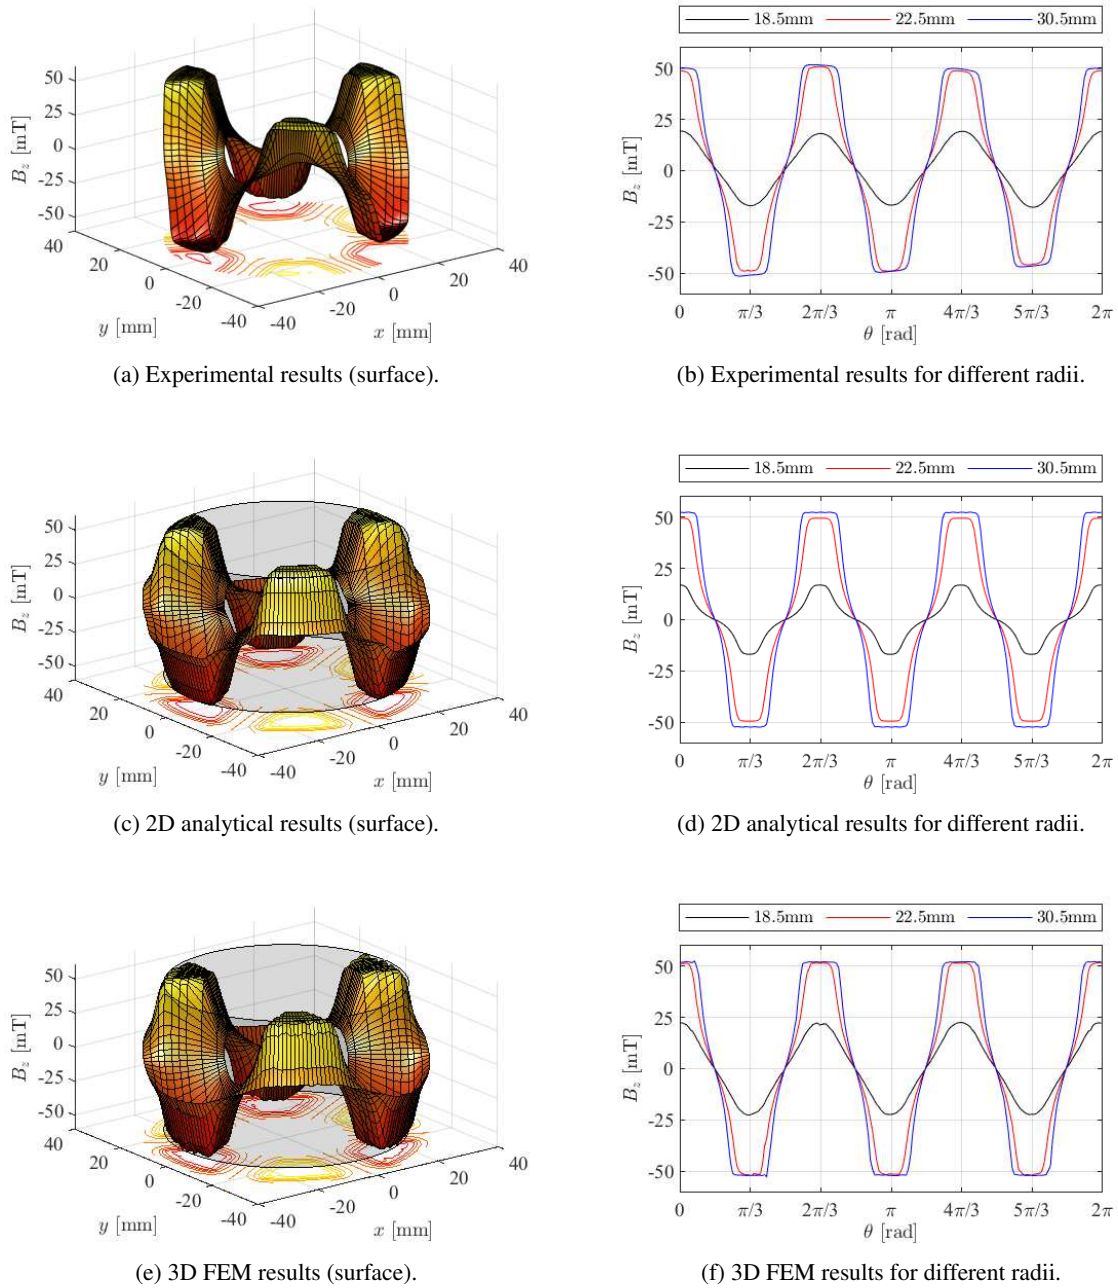 50
25
0
-25
-50
B_z [mT]
40
20
0
-20
-40
y [mm]
-40
-20
0
20
40
x [mm]
(a) Experimental results (surface).
18.5mm 22.5mm 30.5mm
50
25
0
-25
-50
B_z [mT]
0 π/3 2π/3 π 4π/3 5π/3 2π
θ [rad]
(b) Experimental results for different radii.
50
25
0
-25
-50
B_z [mT]
40
20
0
-20
-40
y [mm]
-40
-20
0
20
40
x [mm]
(c) 2D analytical results (surface).
18.5mm 22.5mm 30.5mm
50
25
0
-25
-50
B_z [mT]
0 π/3 2π/3 π 4π/3 5π/3 2π
θ [rad]
(d) 2D analytical results for different radii.
50
25
0
-25
-50
B_z [mT]
40
20
0
-20
-40
y [mm]
-40
-20
0
20
40
x [mm]
(e) 3D FEM results (surface).
18.5mm 22.5mm 30.5mm
50
25
0
-25
-50
B_z [mT]
0 π/3 2π/3 π 4π/3 5π/3 2π
θ [rad]
(f) 3D FEM results for different radii.